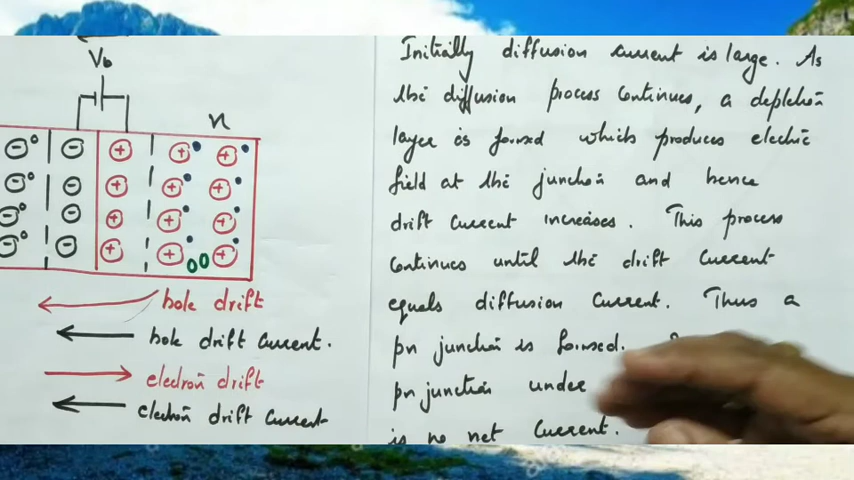 Vb
n
hole drift
hole drift current.
electron drift
electron drift current
Initially diffusion current is large. As
the diffusion process continues, a depletion
layer is formed which produces electric
field at the junction and hence
drift current increases. This process
continues until the drift current
equals diffusion current. Thus a
pn junction is formed.
pn junction under
is no net current.